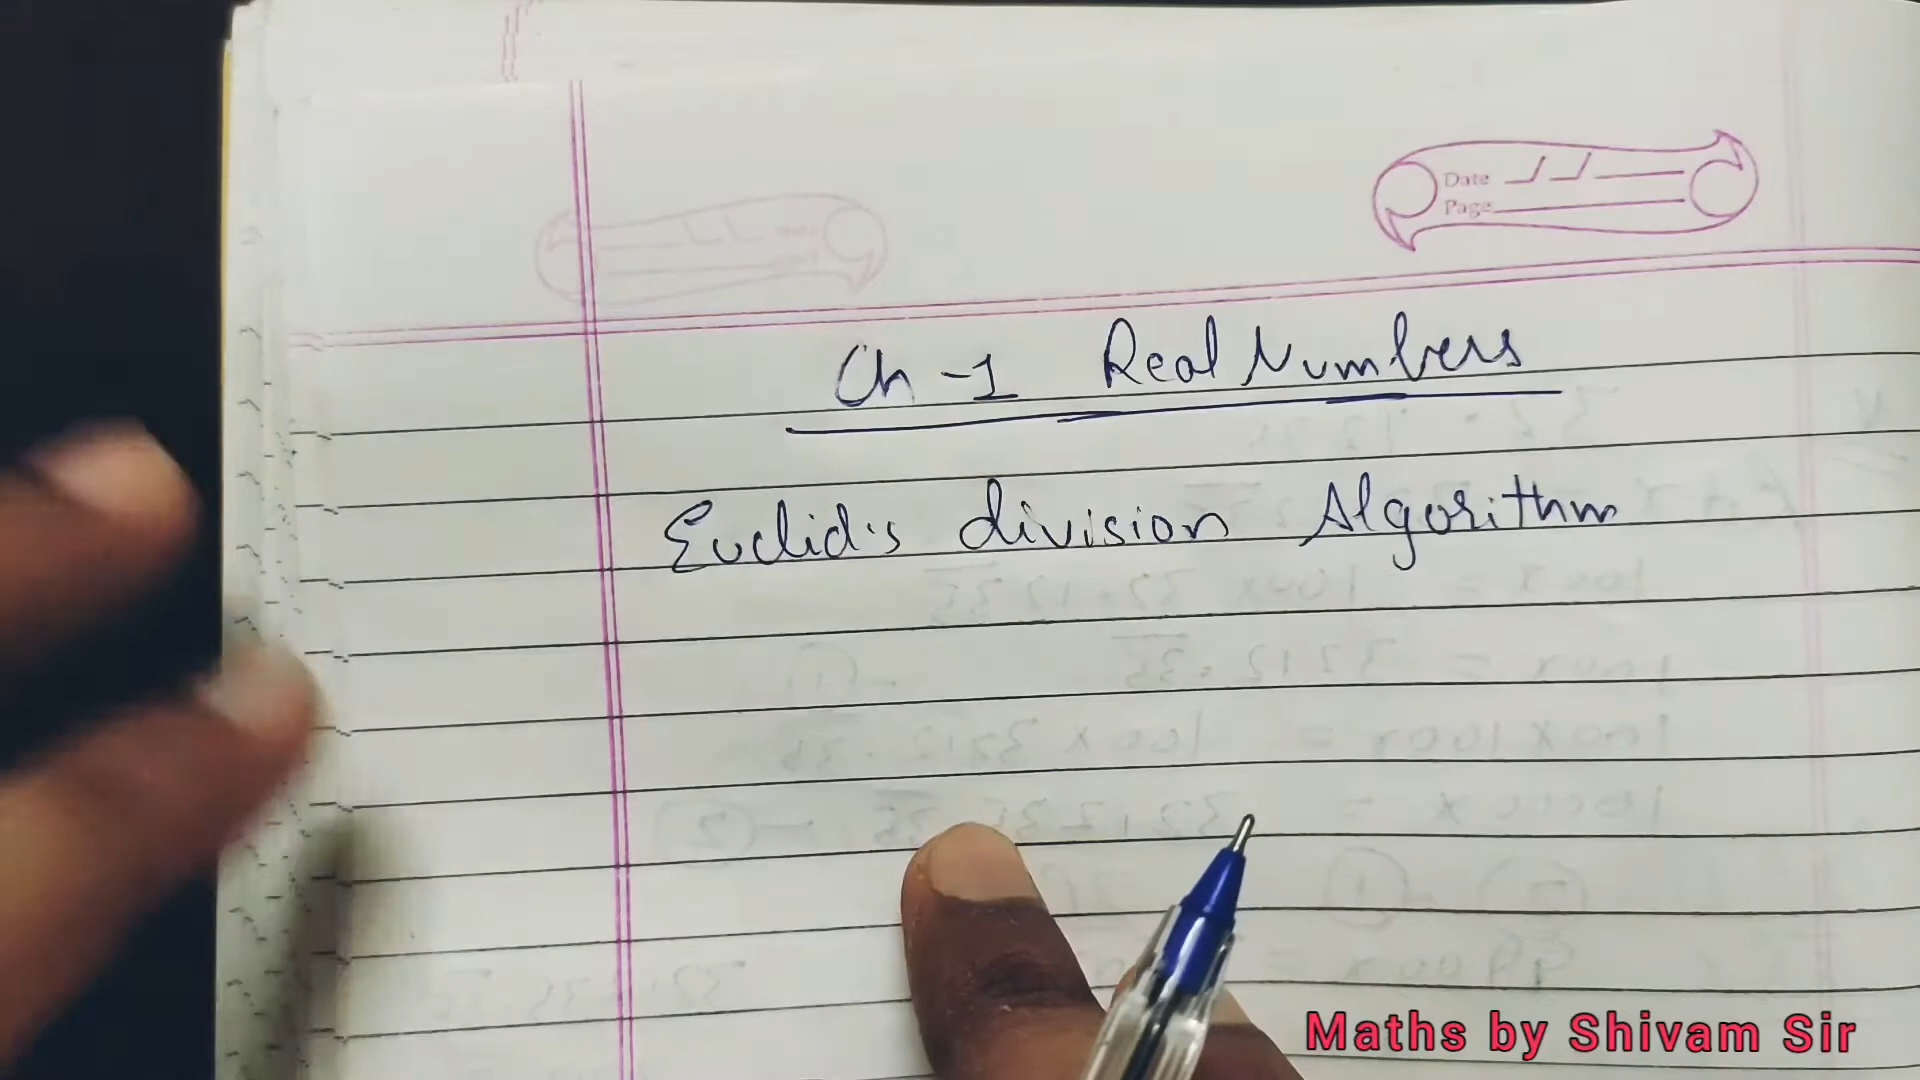 Date
Page
Ch-1 Real Numbers
Euclid's division Algorithm
Maths by Shivam Sir